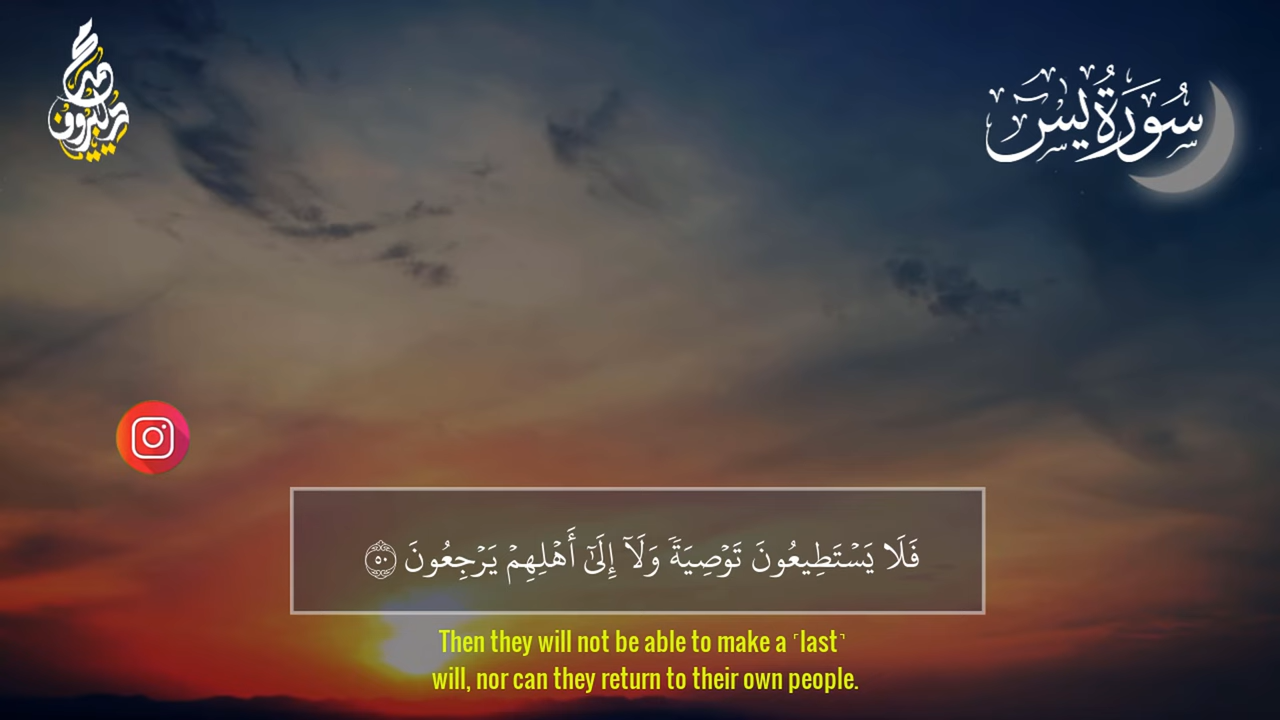 سُورَةُ يسٓ
فَلَا يَسْتَطِيعُونَ تَوْصِيَةً وَلَآ إِلَىٰٓ أَهْلِهِمْ يَرْجِعُونَ ۝٥٠
Then they will not be able to make a ˹last˺
will, nor can they return to their own people.